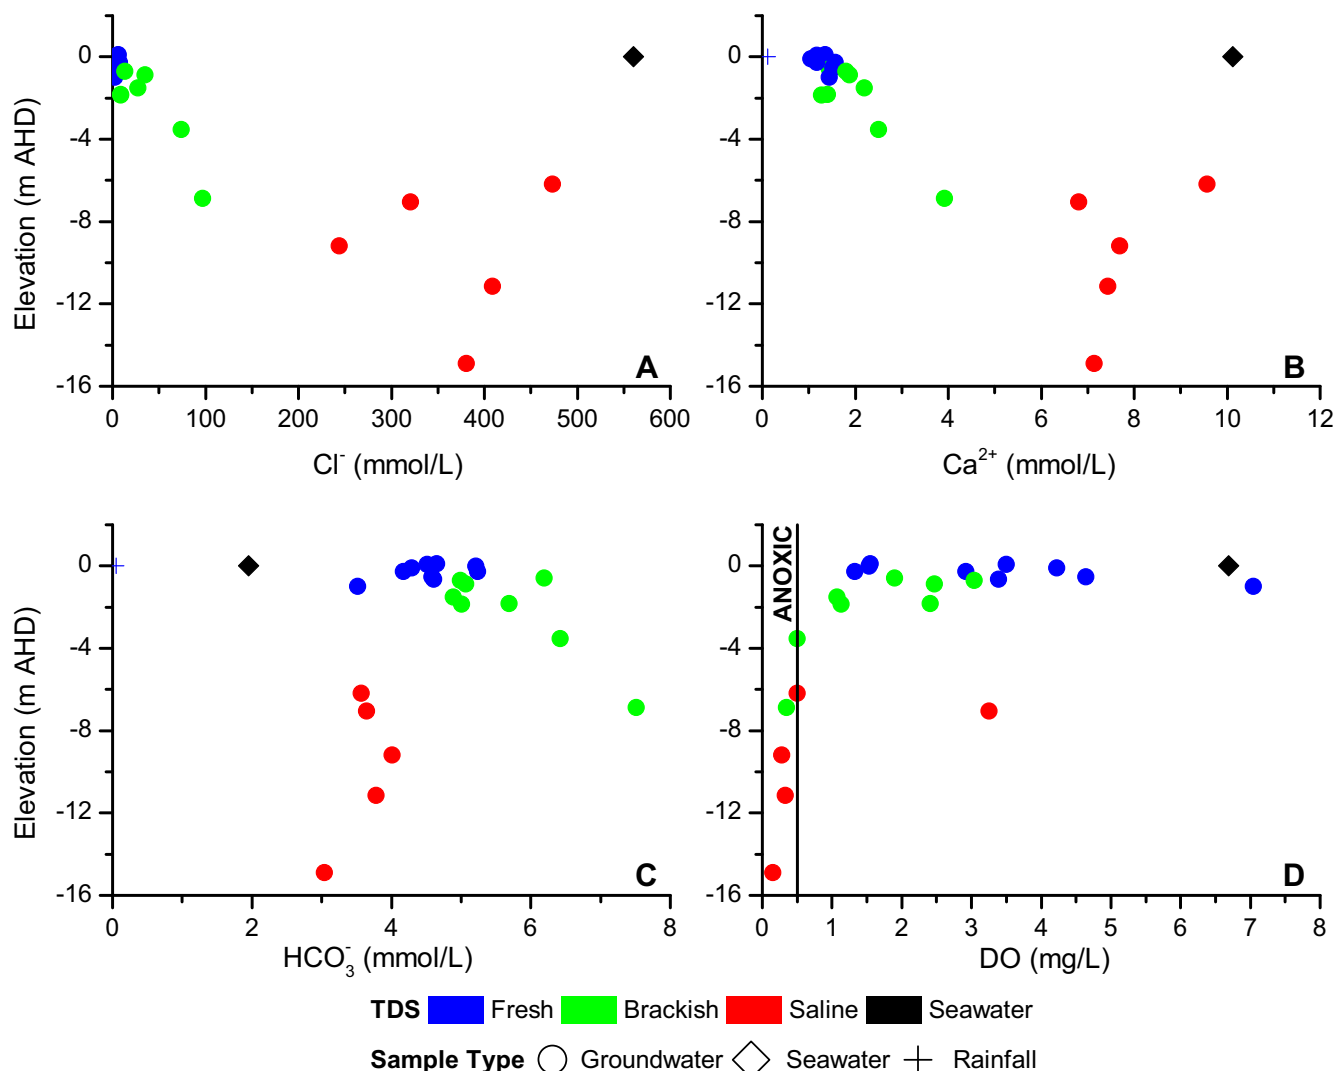 0
-4
-8
-12
-16
Elevation (m AHD)
0 100 200 300 400 500 600
Cl⁻ (mmol/L)
A
0
-4
-8
-12
-16
0 2 4 6 8 10 12
Ca²⁺ (mmol/L)
B
0
-4
-8
-12
-16
Elevation (m AHD)
0 2 4 6 8
HCO₃⁻ (mmol/L)
C
0
-4
-8
-12
-16
ANOXIC
0 1 2 3 4 5 6 7 8
DO (mg/L)
D
TDS Fresh Brackish Saline Seawater
Sample Type Groundwater Seawater Rainfall